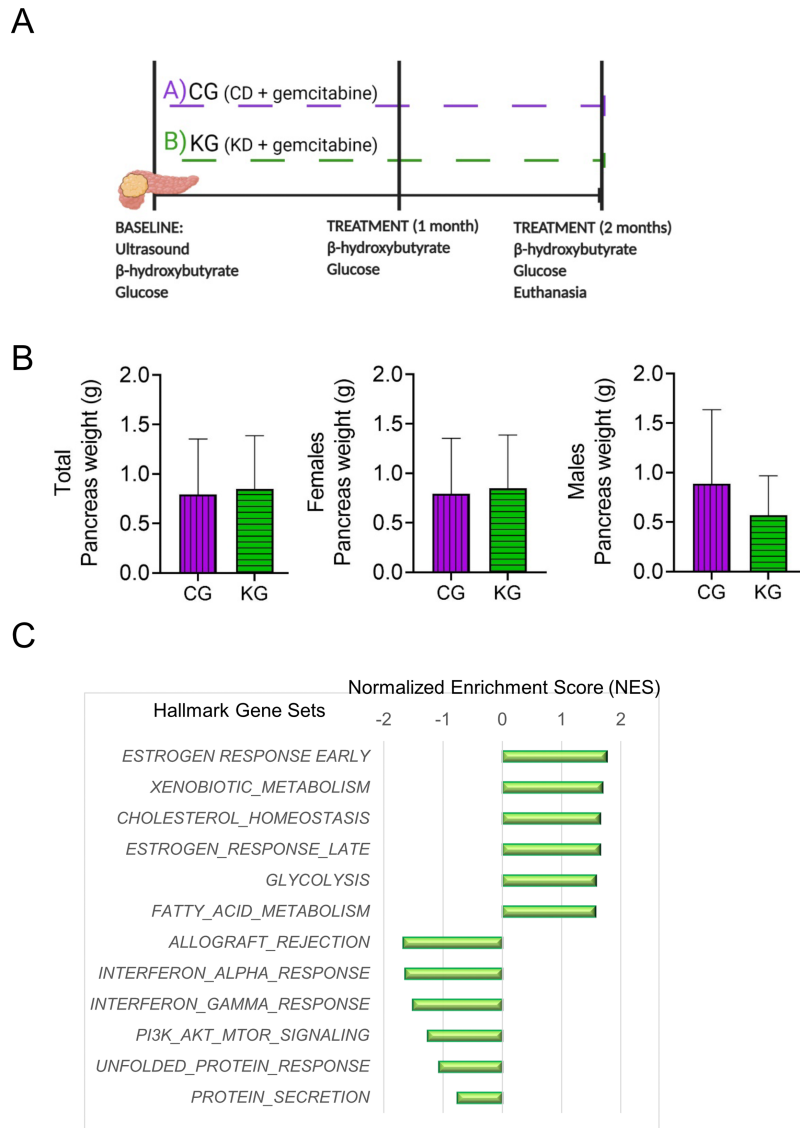 A
A) CG (CD + gemcitabine)
B) KG (KD + gemcitabine)
BASELINE:
Ultrasound
β-hydroxybutyrate
Glucose
TREATMENT (1 month)
β-hydroxybutyrate
Glucose
TREATMENT (2 months)
β-hydroxybutyrate
Glucose
Euthanasia
B
Total
Pancreas weight (g)
2.0
1.5
1.0
0.5
0.0
CG KG
Females
Pancreas weight (g)
2.0
1.5
1.0
0.5
0.0
CG KG
Males
Pancreas weight (g)
2.0
1.5
1.0
0.5
0.0
CG KG
C
Normalized Enrichment Score (NES)
Hallmark Gene Sets
-2 -1 0 1 2
ESTROGEN RESPONSE EARLY
XENOBIOTIC_METABOLISM
CHOLESTEROL_HOMEOSTASIS
ESTROGEN_RESPONSE_LATE
GLYCOLYSIS
FATTY_ACID_METABOLISM
ALLOGRAFT_REJECTION
INTERFERON_ALPHA_RESPONSE
INTERFERON_GAMMA_RESPONSE
PI3K_AKT_MTOR_SIGNALING
UNFOLDED_PROTEIN_RESPONSE
PROTEIN_SECRETION